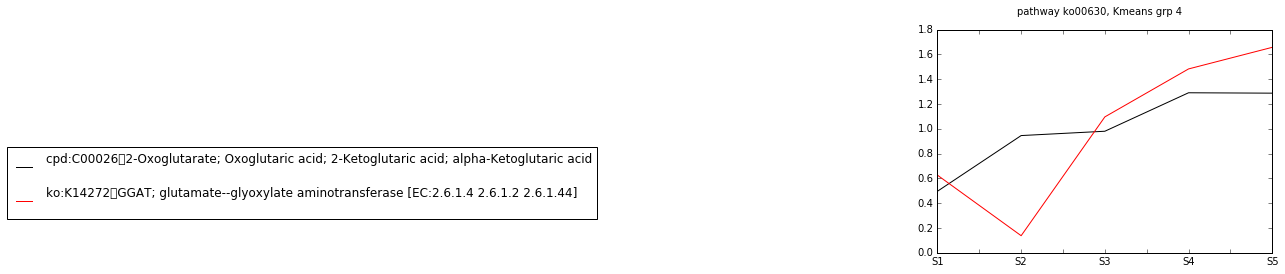 pathway ko00630, Kmeans grp 4
1.8
1.6
1.4
1.2
1.0
0.8
0.6
0.4
0.2
0.0
S1 S2 S3 S4 S5
cpd:C00026▯2-Oxoglutarate; Oxoglutaric acid; 2-Ketoglutaric acid; alpha-Ketoglutaric acid
ko:K14272▯GGAT; glutamate--glyoxylate aminotransferase [EC:2.6.1.4 2.6.1.2 2.6.1.44]